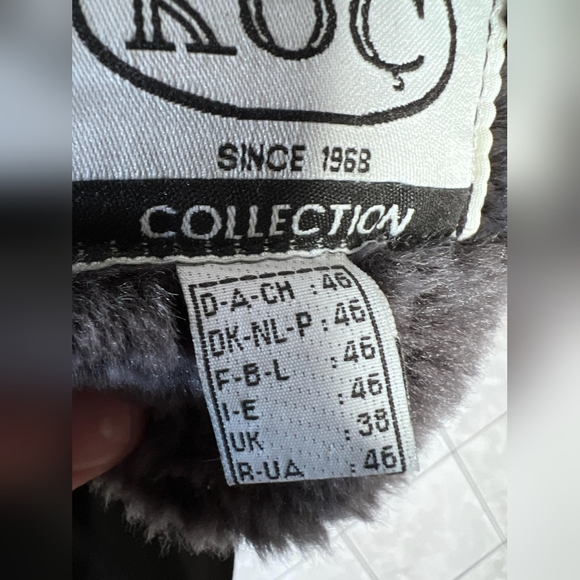 KOÇ
SINCE 1968
COLLECTION
D-A-CH : 46
DK-NL-P : 46
F-B-L : 46
I-E : 46
UK : 38
R-UA : 46